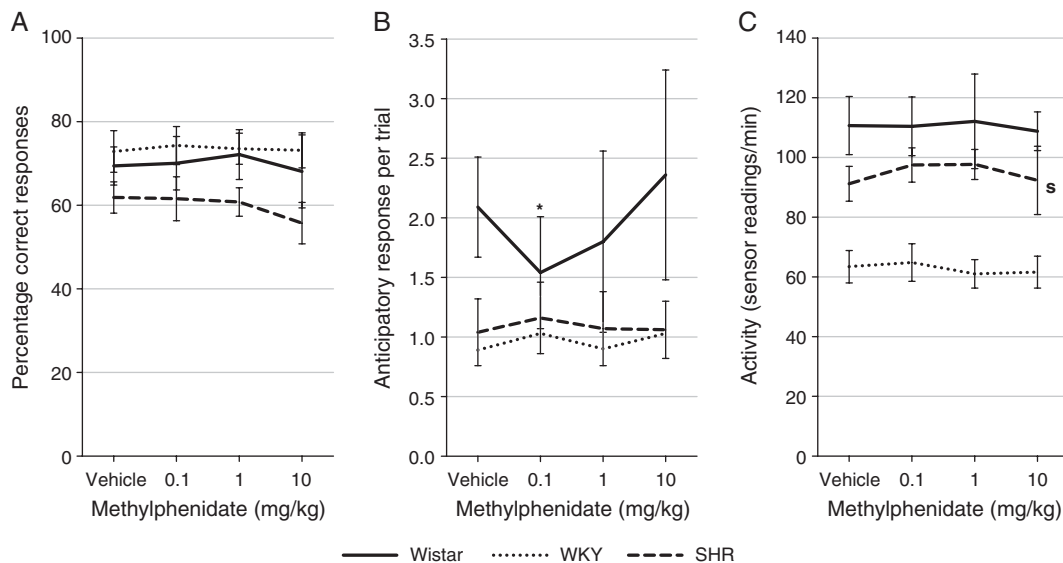 A
Percentage correct responses
100
80
60
40
20
0
Vehicle 0.1 1 10
Methylphenidate (mg/kg)
B
Anticipatory response per trial
3.5
3.0
2.5
2.0
1.5
1.0
0.5
0.0
*
Vehicle 0.1 1 10
Methylphenidate (mg/kg)
C
Activity (sensor readings/min)
140
120
100
80
60
40
20
0
s
Vehicle 0.1 1 10
Methylphenidate (mg/kg)
Wistar WKY SHR